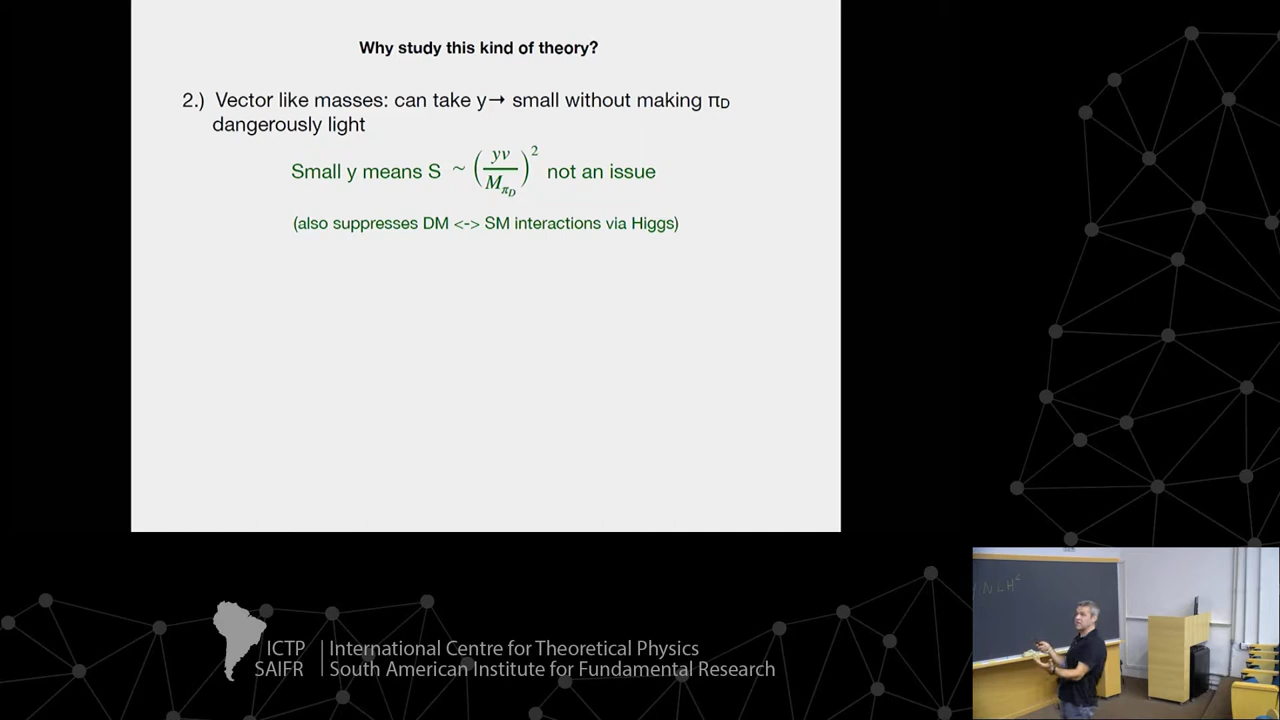 Why study this kind of theory?
2.) Vector like masses: can take y→ small without making πD
dangerously light
Small y means S ~ (yv/MπD)2 not an issue
(also suppresses DM <-> SM interactions via Higgs)
N L Hc
ICTP International Centre for Theoretical Physics
SAIFR South American Institute for Fundamental Research